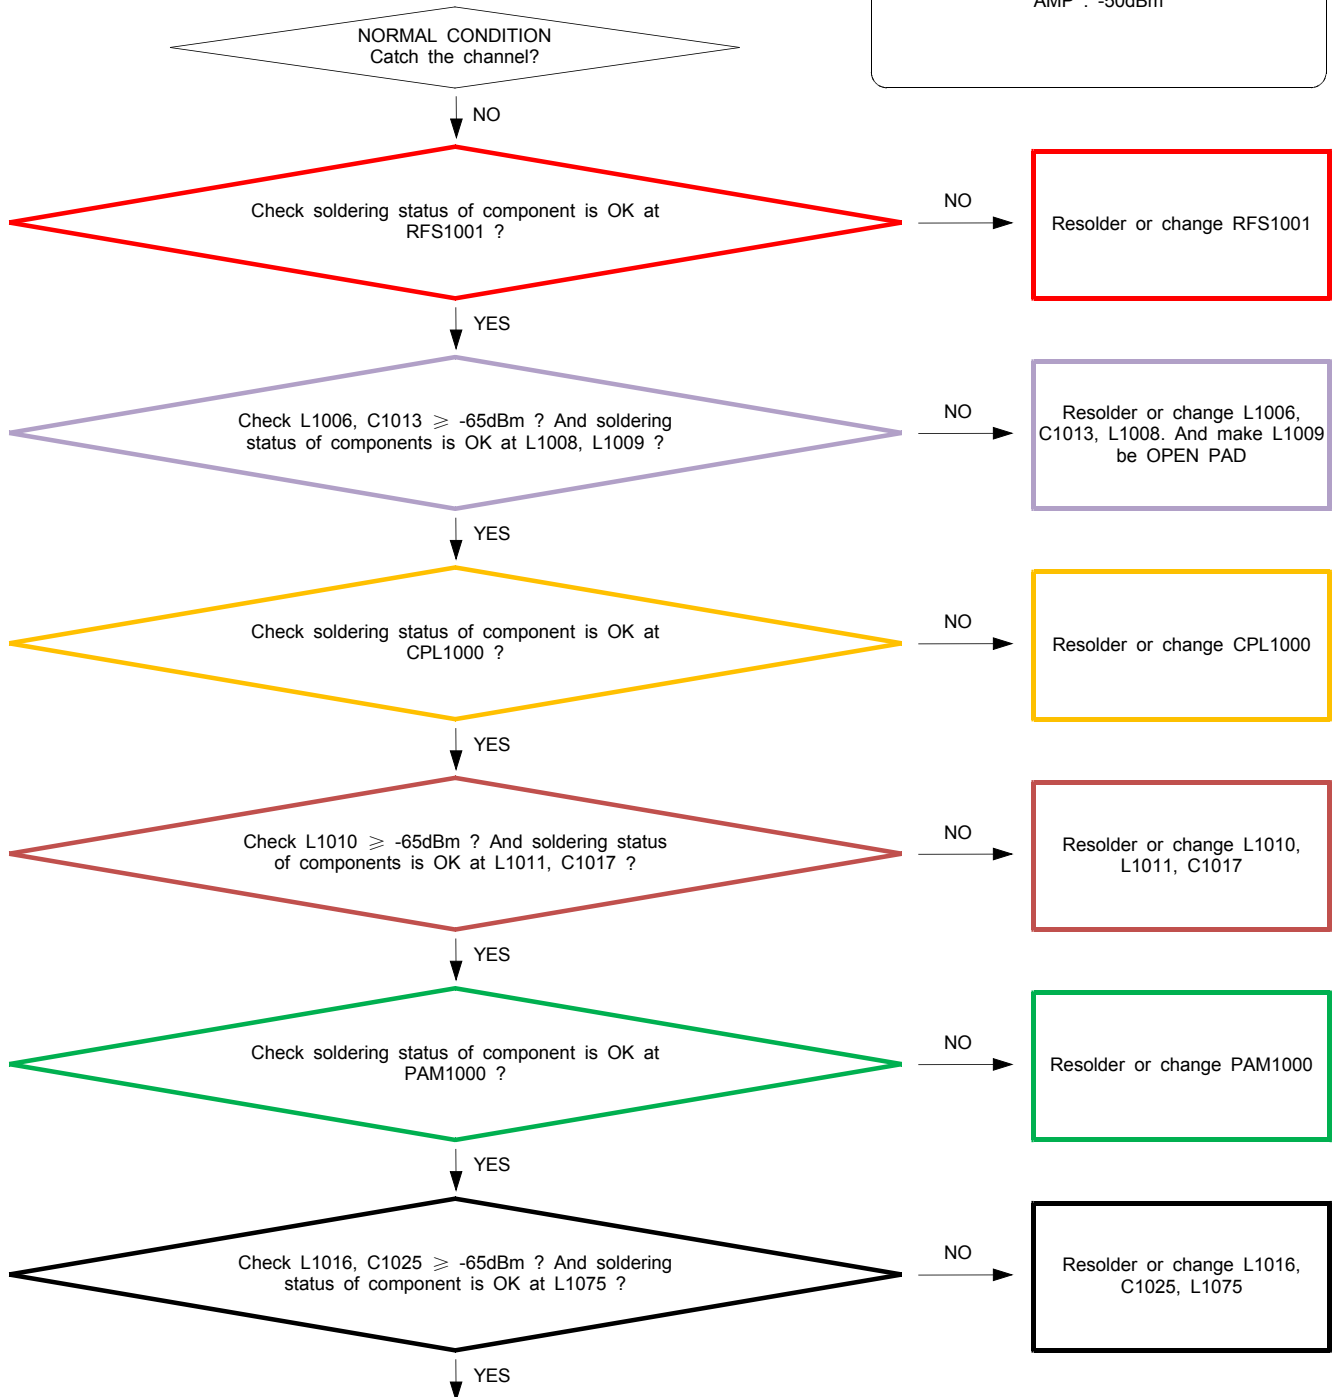 AMP : -50dBm
NORMAL CONDITION
Catch the channel?
NO
Check soldering status of component is OK at
RFS1001 ?
NO
Resolder or change RFS1001
YES
Check L1006, C1013 ≥ -65dBm ? And soldering
status of components is OK at L1008, L1009 ?
NO
Resolder or change L1006,
C1013, L1008. And make L1009
be OPEN PAD
YES
Check soldering status of component is OK at
CPL1000 ?
NO
Resolder or change CPL1000
YES
Check L1010 ≥ -65dBm ? And soldering status
of components is OK at L1011, C1017 ?
NO
Resolder or change L1010,
L1011, C1017
YES
Check soldering status of component is OK at
PAM1000 ?
NO
Resolder or change PAM1000
YES
Check L1016, C1025 ≥ -65dBm ? And soldering
status of component is OK at L1075 ?
NO
Resolder or change L1016,
C1025, L1075
YES